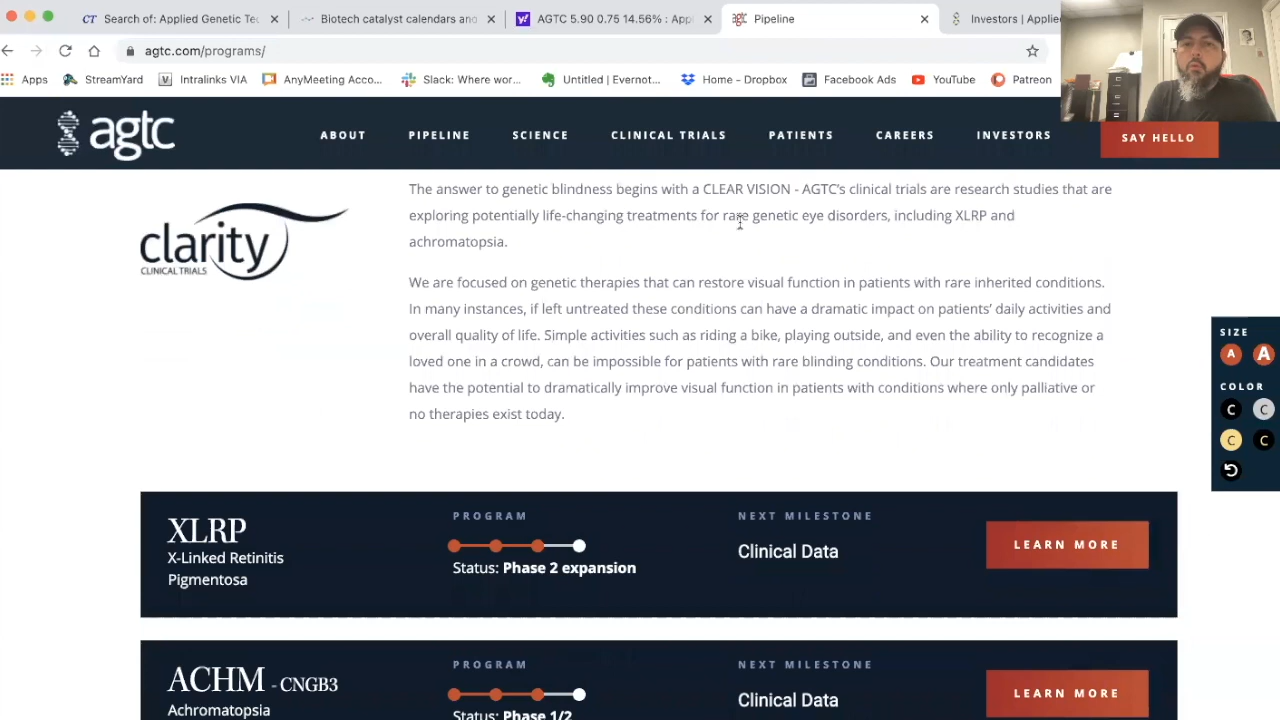 CT Search of: Applied Genetic Tec
Biotech catalyst calendars and
AGTC 5.90 0.75 14.56% : App
Pipeline
Investors | Applie
agtc.com/programs/
Apps
StreamYard
Intralinks VIA
AnyMeeting Acco...
Slack: Where wor...
Untitled | Evernot...
Home - Dropbox
Facebook Ads
YouTube
Patreon
agtc
ABOUT
PIPELINE
SCIENCE
CLINICAL TRIALS
PATIENTS
CAREERS
INVESTORS
SAY HELLO
clarity
CLINICAL TRIALS
The answer to genetic blindness begins with a CLEAR VISION - AGTC's clinical trials are research studies that are
exploring potentially life-changing treatments for rare genetic eye disorders, including XLRP and
achromatopsia.
We are focused on genetic therapies that can restore visual function in patients with rare inherited conditions.
In many instances, if left untreated these conditions can have a dramatic impact on patients' daily activities and
overall quality of life. Simple activities such as riding a bike, playing outside, and even the ability to recognize a
loved one in a crowd, can be impossible for patients with rare blinding conditions. Our treatment candidates
have the potential to dramatically improve visual function in patients with conditions where only palliative or
no therapies exist today.
SIZE
A A
COLOR
C C
C C
XLRP
X-Linked Retinitis
Pigmentosa
PROGRAM
Status: Phase 2 expansion
NEXT MILESTONE
Clinical Data
LEARN MORE
ACHM - CNGB3
Achromatopsia
PROGRAM
Status: Phase 1/2
NEXT MILESTONE
Clinical Data
LEARN MORE